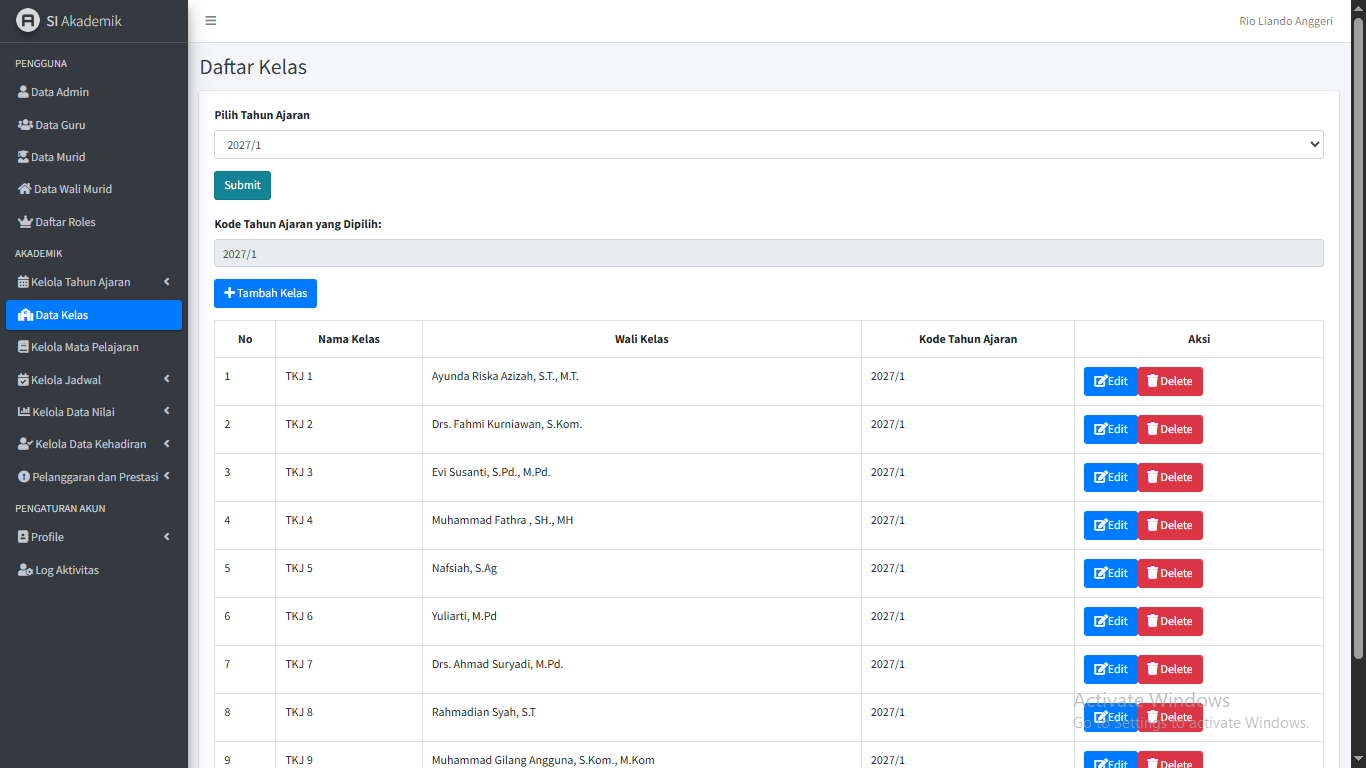 SI Akademik
Rio Liando Anggeri
PENGGUNA
Data Admin
Data Guru
Data Murid
Data Wali Murid
Daftar Roles
AKADEMIK
Kelola Tahun Ajaran
Data Kelas
Kelola Mata Pelajaran
Kelola Jadwal
Kelola Data Nilai
Kelola Data Kehadiran
Pelanggaran dan Prestasi
PENGATURAN AKUN
Profile
Log Aktivitas
Daftar Kelas
Pilih Tahun Ajaran
2027/1
Submit
Kode Tahun Ajaran yang Dipilih:
2027/1
Tambah Kelas
No Nama Kelas Wali Kelas Kode Tahun Ajaran Aksi
1 TKJ 1 Ayunda Riska Azizah, S.T., M.T. 2027/1 Edit Delete
2 TKJ 2 Drs. Fahmi Kurniawan, S.Kom. 2027/1 Edit Delete
3 TKJ 3 Evi Susanti, S.Pd., M.Pd. 2027/1 Edit Delete
4 TKJ 4 Muhammad Fathra , SH., MH 2027/1 Edit Delete
5 TKJ 5 Nafsiah, S.Ag 2027/1 Edit Delete
6 TKJ 6 Yuliarti, M.Pd 2027/1 Edit Delete
7 TKJ 7 Drs. Ahmad Suryadi, M.Pd. 2027/1 Edit Delete
8 TKJ 8 Rahmadian Syah, S.T 2027/1 Edit Delete
9 TKJ 9 Muhammad Gilang Angguna, S.Kom., M.Kom 2027/1 Edit Delete
Activate Windows
Go to Settings to activate Windows.